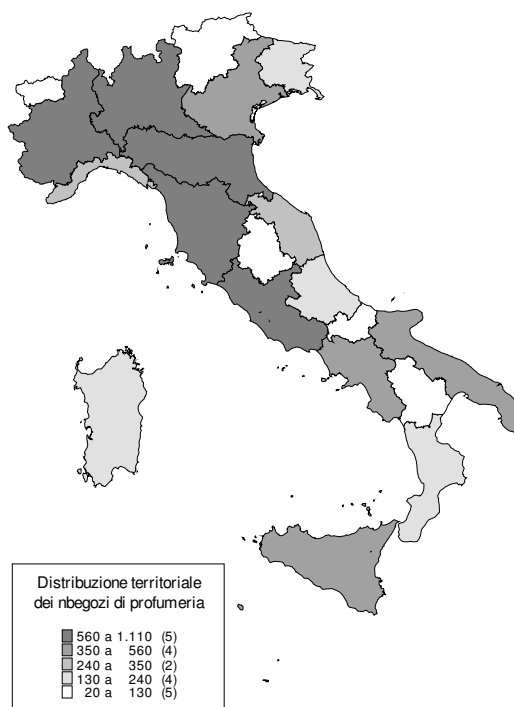 Distribuzione territoriale
dei nbegozi di profumeria
560 a 1.110 (5)
350 a 560 (4)
240 a 350 (2)
130 a 240 (4)
20 a 130 (5)